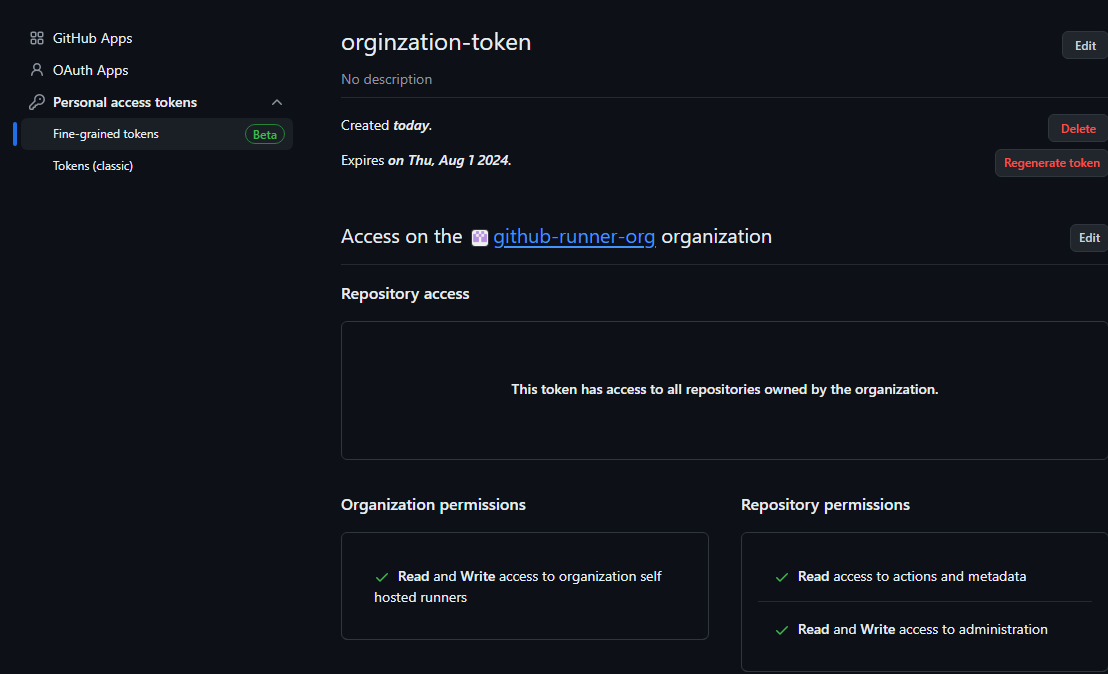 GitHub Apps
OAuth Apps
Personal access tokens
Fine-grained tokens Beta
Tokens (classic)
orginzation-token
Edit
No description
Created today.
Delete
Expires on Thu, Aug 1 2024.
Regenerate token
Access on the github-runner-org organization
Edit
Repository access
This token has access to all repositories owned by the organization.
Organization permissions
Read and Write access to organization self
hosted runners
Repository permissions
Read access to actions and metadata
Read and Write access to administration